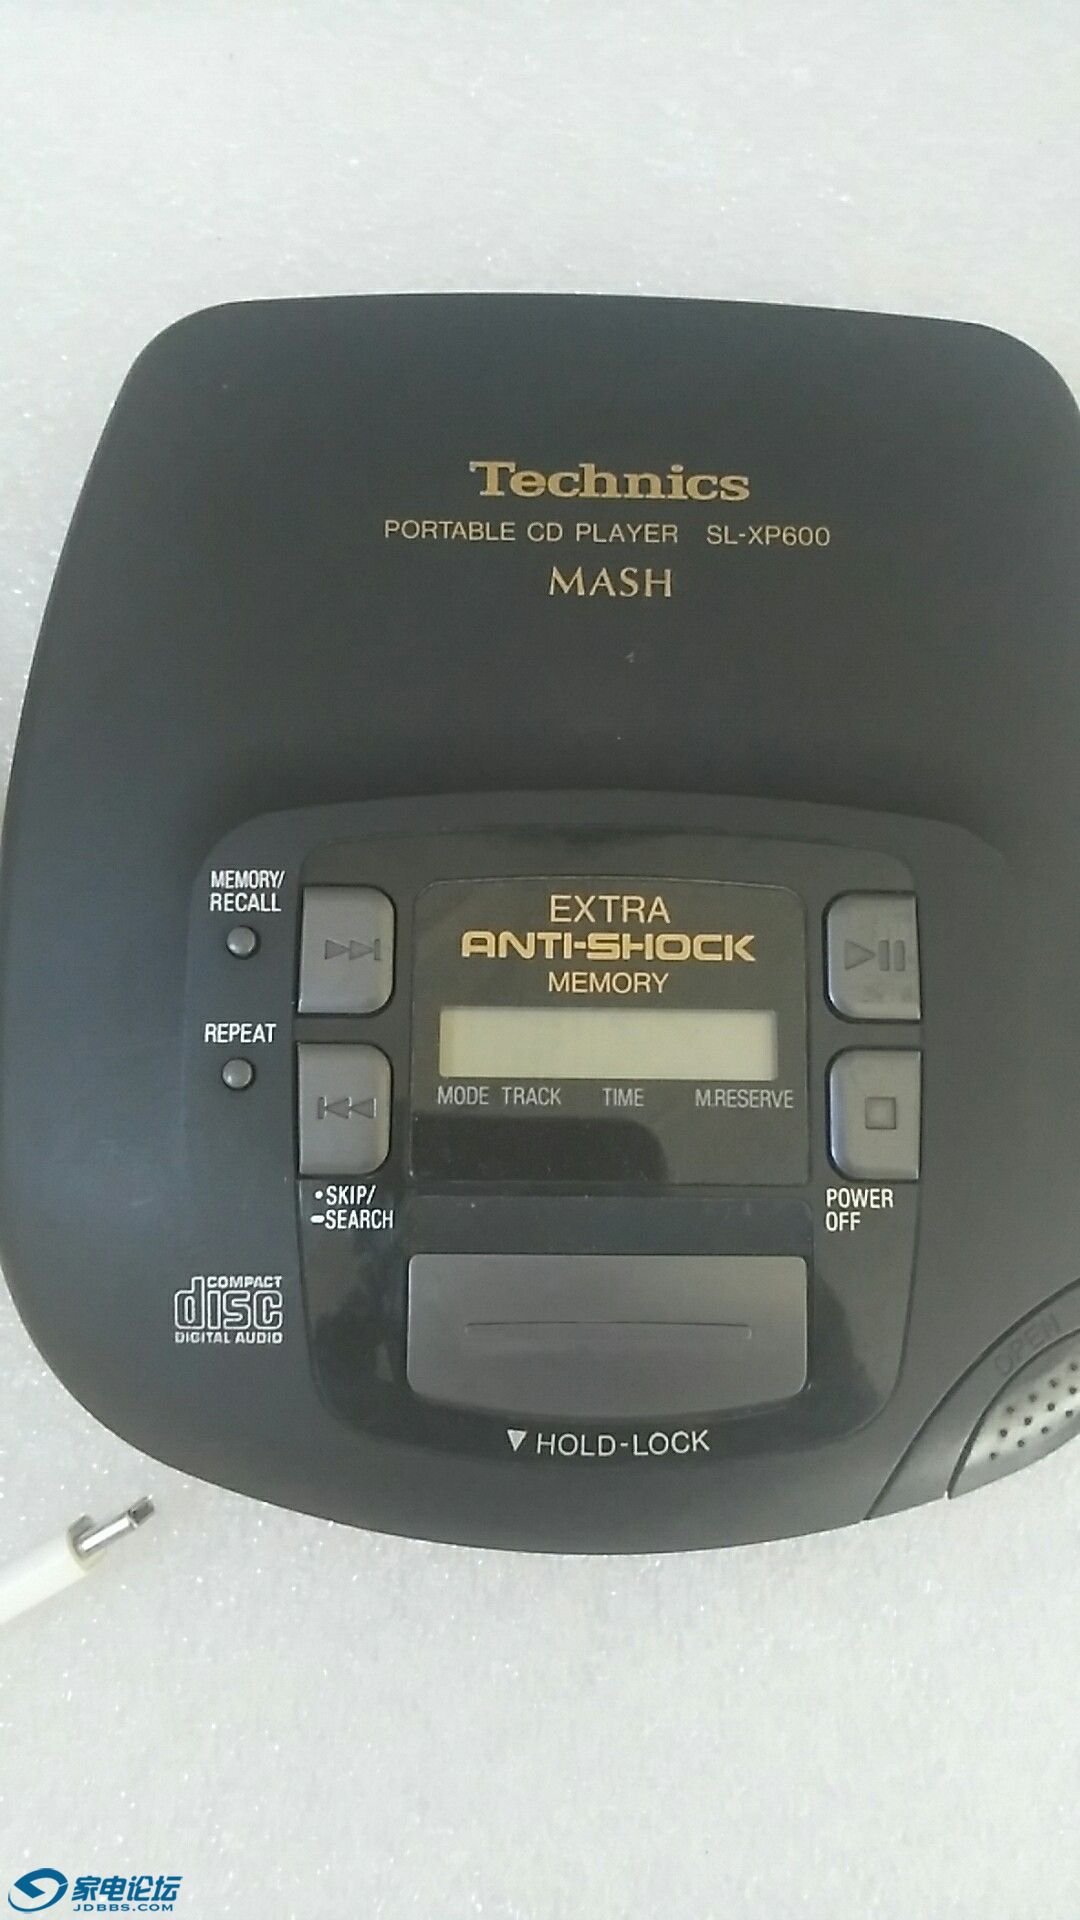 Technics
PORTABLE CD PLAYER SL-XP600
MASH
MEMORY/
RECALL
EXTRA
ANTI-SHOCK
MEMORY
REPEAT
MODE TRACK TIME M.RESERVE
•SKIP/
━SEARCH
POWER
OFF
COMPACT
disc
DIGITAL AUDIO
OPEN
▼HOLD-LOCK
家电论坛
JDBBS.COM